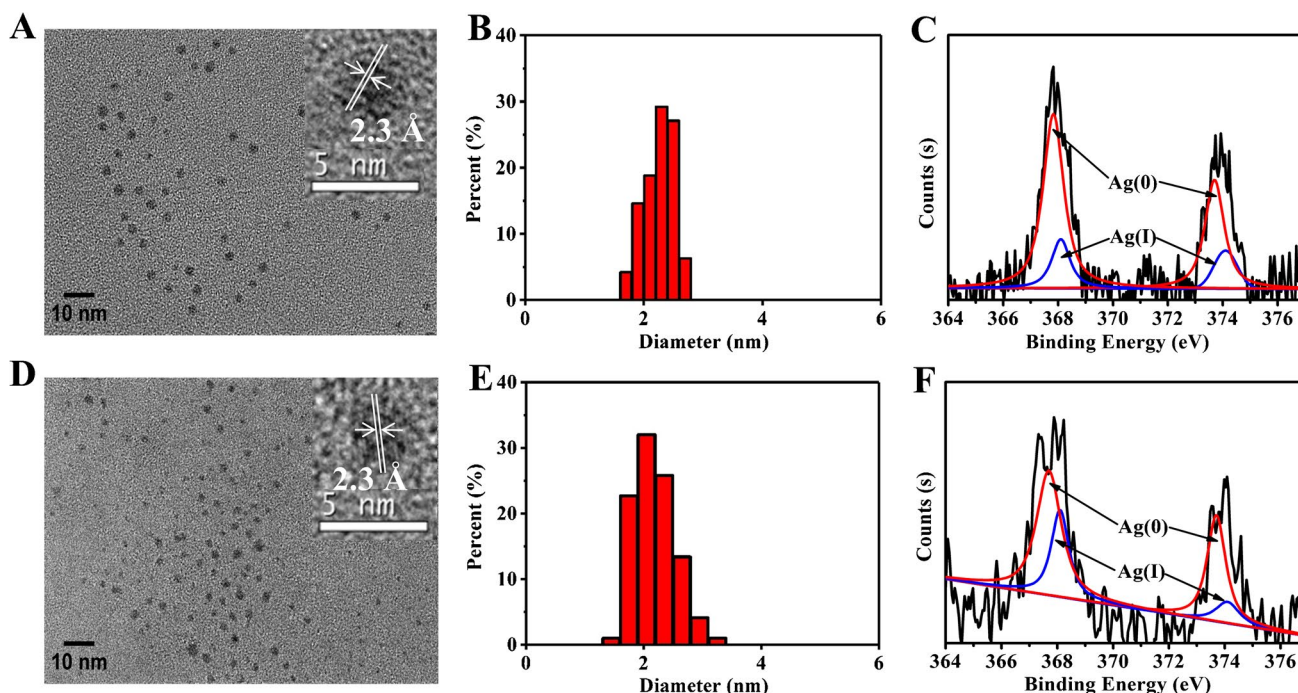 A
2.3 Å
5 nm
10 nm
B
40
30
20
10
0
Percent (%)
0 2 4 6
Diameter (nm)
C
Counts (s)
Ag(0)
Ag(I)
364 366 368 370 372 374 376
Binding Energy (eV)
D
2.3 Å
5 nm
10 nm
E
40
30
20
10
0
Percent (%)
0 2 4 6
Diameter (nm)
F
Counts (s)
Ag(0)
Ag(I)
364 366 368 370 372 374 376
Binding Energy (eV)